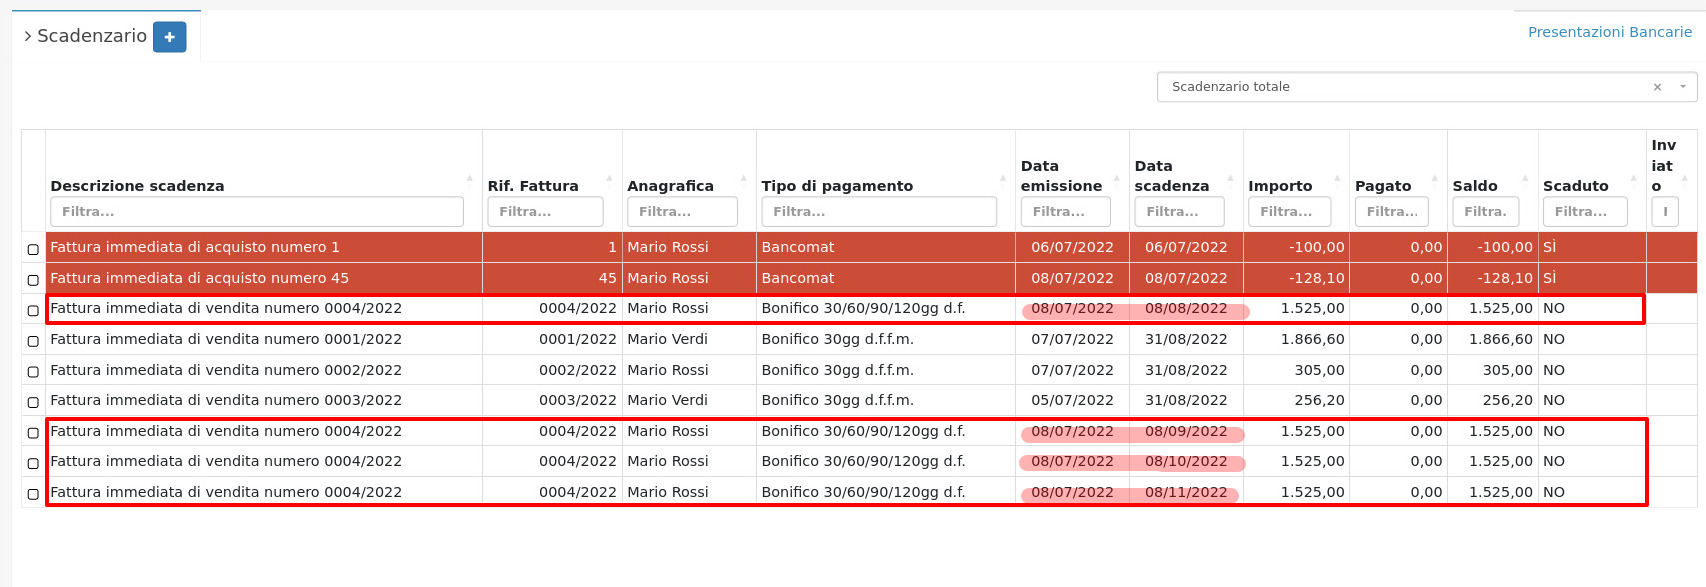 Scadenzario +
Presentazioni Bancarie
Scadenzario totale ×
Descrizione scadenza Rif. Fattura Anagrafica Tipo di pagamento Data emissione Data scadenza Importo Pagato Saldo Scaduto Inviato
Filtra... Filtra... Filtra... Filtra... Filtra... Filtra... Filtra... Filtra... Filtra. Filtra... I
Fattura immediata di acquisto numero 1 1 Mario Rossi Bancomat 06/07/2022 06/07/2022 -100,00 0,00 -100,00 SÌ
Fattura immediata di acquisto numero 45 45 Mario Rossi Bancomat 08/07/2022 08/07/2022 -128,10 0,00 -128,10 SÌ
Fattura immediata di vendita numero 0004/2022 0004/2022 Mario Rossi Bonifico 30/60/90/120gg d.f. 08/07/2022 08/08/2022 1.525,00 0,00 1.525,00 NO
Fattura immediata di vendita numero 0001/2022 0001/2022 Mario Verdi Bonifico 30gg d.f.f.m. 07/07/2022 31/08/2022 1.866,60 0,00 1.866,60 NO
Fattura immediata di vendita numero 0002/2022 0002/2022 Mario Rossi Bonifico 30gg d.f.f.m. 07/07/2022 31/08/2022 305,00 0,00 305,00 NO
Fattura immediata di vendita numero 0003/2022 0003/2022 Mario Verdi Bonifico 30gg d.f.f.m. 05/07/2022 31/08/2022 256,20 0,00 256,20 NO
Fattura immediata di vendita numero 0004/2022 0004/2022 Mario Rossi Bonifico 30/60/90/120gg d.f. 08/07/2022 08/09/2022 1.525,00 0,00 1.525,00 NO
Fattura immediata di vendita numero 0004/2022 0004/2022 Mario Rossi Bonifico 30/60/90/120gg d.f. 08/07/2022 08/10/2022 1.525,00 0,00 1.525,00 NO
Fattura immediata di vendita numero 0004/2022 0004/2022 Mario Rossi Bonifico 30/60/90/120gg d.f. 08/07/2022 08/11/2022 1.525,00 0,00 1.525,00 NO